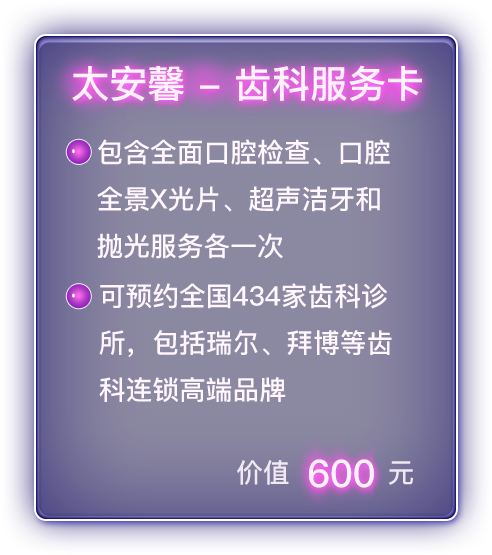 太安馨 – 齿科服务卡
包含全面口腔检查、口腔
全景X光片、超声洁牙和
抛光服务各一次
可预约全国434家齿科诊
所，包括瑞尔、拜博等齿
科连锁高端品牌
价值 600 元